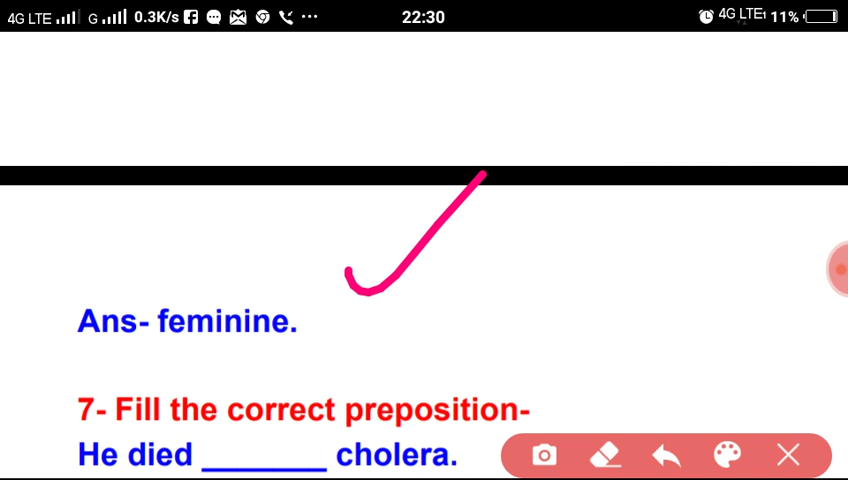 4G LTE G 0.3K/s 22:30 4G LTE 11%
Ans- feminine.
7- Fill the correct preposition-
He died _______ cholera.